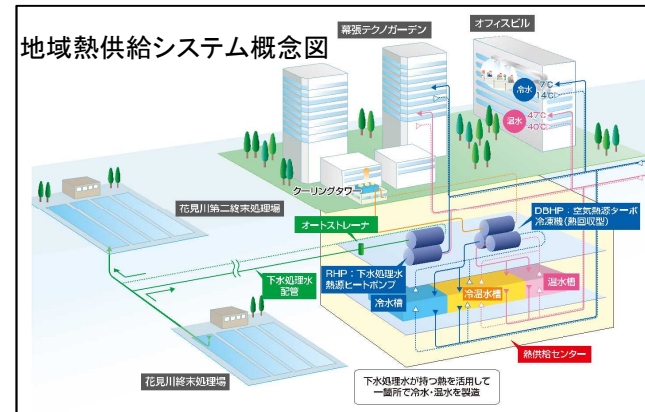 地域熱供給システム概念図
幕張テクノガーデン
オフィスビル
冷水
7℃
14℃
温水
47℃
40℃
クーリングタワー
花見川第二終末処理場
オートストレーナ
DBHP:空気熱源ターボ
冷凍機(熱回収型)
下水処理水
配管
RHP:下水処理水
熱源ヒートポンプ
冷水槽
冷温水槽
温水槽
熱供給センター
花見川終末処理場
下水処理水が持つ熱を活用して
一箇所で冷水・温水を製造